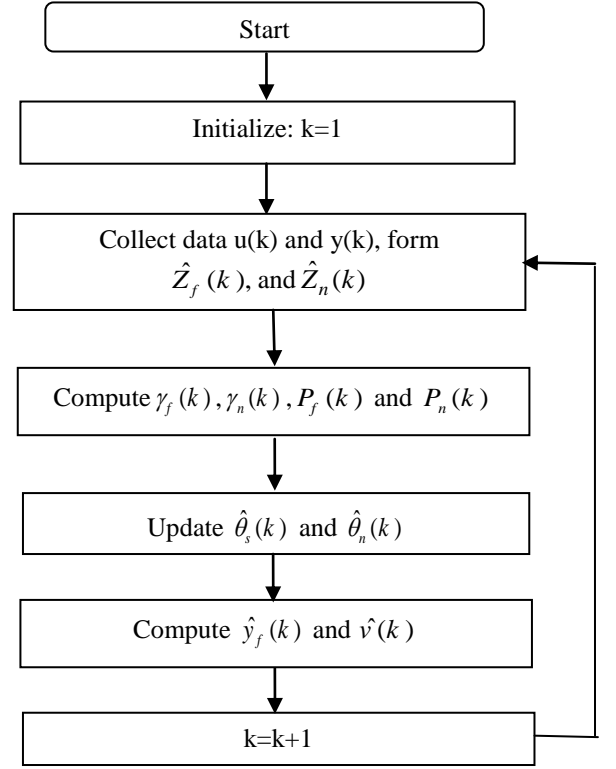 Start
Initialize: k=1
Collect data u(k) and y(k), form
Ẑ_f(k), and Ẑ_n(k)
Compute γ_f(k), γ_n(k), P_f(k) and P_n(k)
Update θ̂_s(k) and θ̂_n(k)
Compute ŷ_f(k) and v̂(k)
k=k+1